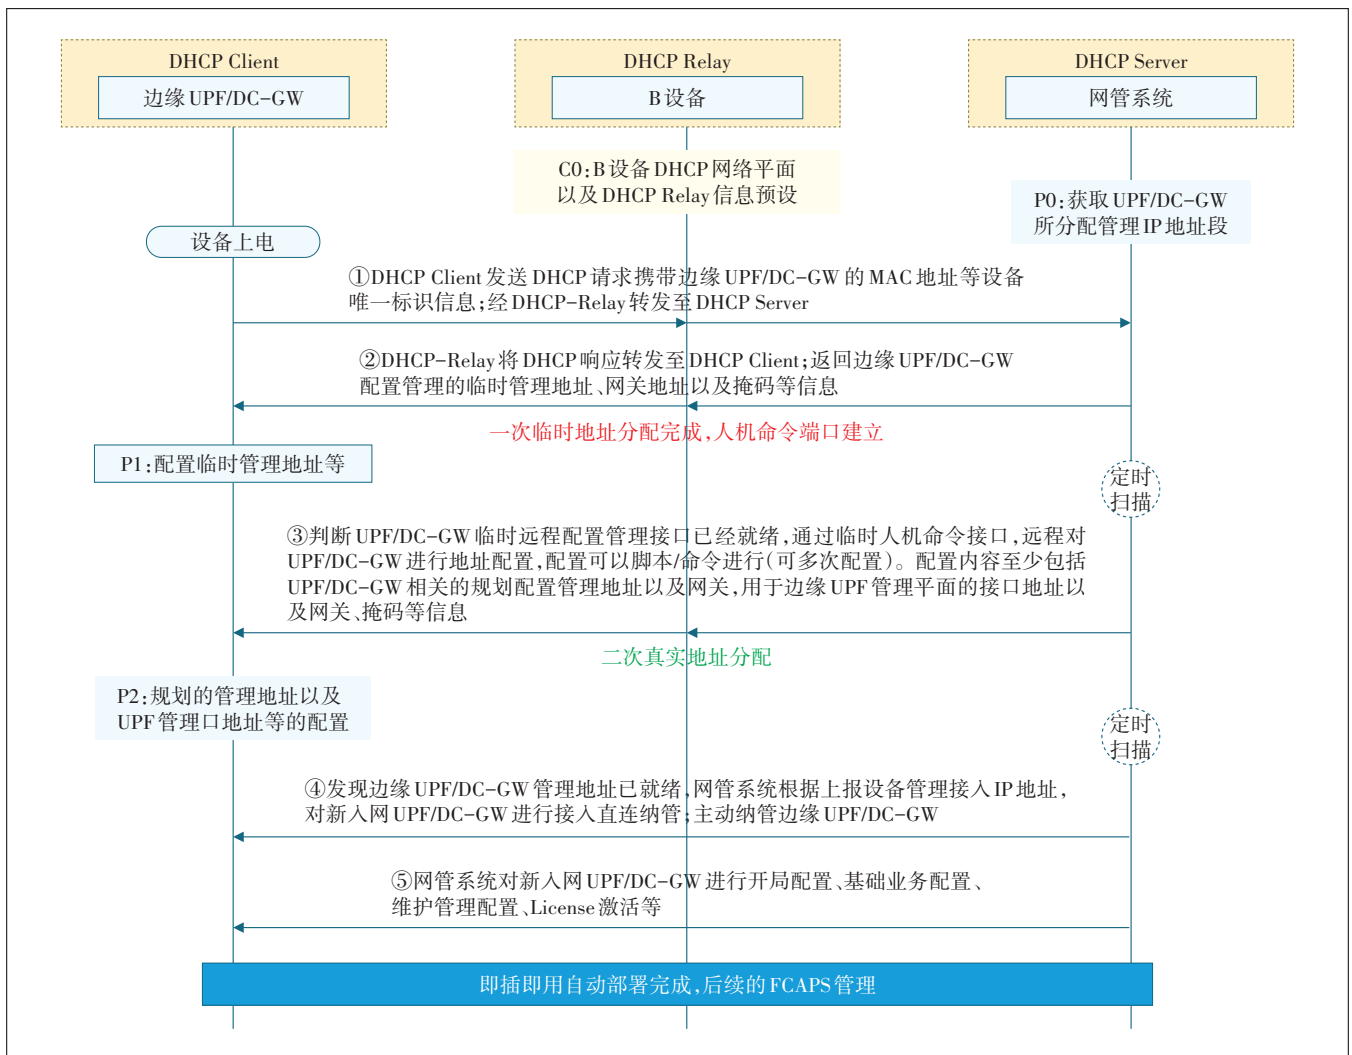 DHCP Client
边缘UPF/DC-GW
DHCP Relay
B设备
DHCP Server
网管系统
C0:B设备DHCP网络平面
以及DHCP Relay信息预设
P0:获取UPF/DC-GW
所分配管理IP地址段
设备上电
①DHCP Client发送DHCP请求携带边缘UPF/DC-GW的MAC地址等设备
唯一标识信息;经DHCP-Relay转发至DHCP Server
②DHCP-Relay将DHCP响应转发至DHCP Client;返回边缘UPF/DC-GW
配置管理的临时管理地址、网关地址以及掩码等信息
一次临时地址分配完成,人机命令端口建立
P1:配置临时管理地址等
定时
扫描
③判断UPF/DC-GW临时远程配置管理接口已经就绪,通过临时人机命令接口,远程对
UPF/DC-GW进行地址配置,配置可以脚本/命令进行(可多次配置)。配置内容至少包括
UPF/DC-GW相关的规划配置管理地址以及网关,用于边缘UPF管理平面的接口地址以
及网关、掩码等信息
二次真实地址分配
P2:规划的管理地址以及
UPF管理口地址等的配置
定时
扫描
④发现边缘UPF/DC-GW管理地址已就绪,网管系统根据上报设备管理接入IP地址,
对新入网UPF/DC-GW进行接入直连纳管;主动纳管边缘UPF/DC-GW
⑤网管系统对新入网UPF/DC-GW进行开局配置、基础业务配置、
维护管理配置、License激活等
即插即用自动部署完成,后续的FCAPS管理